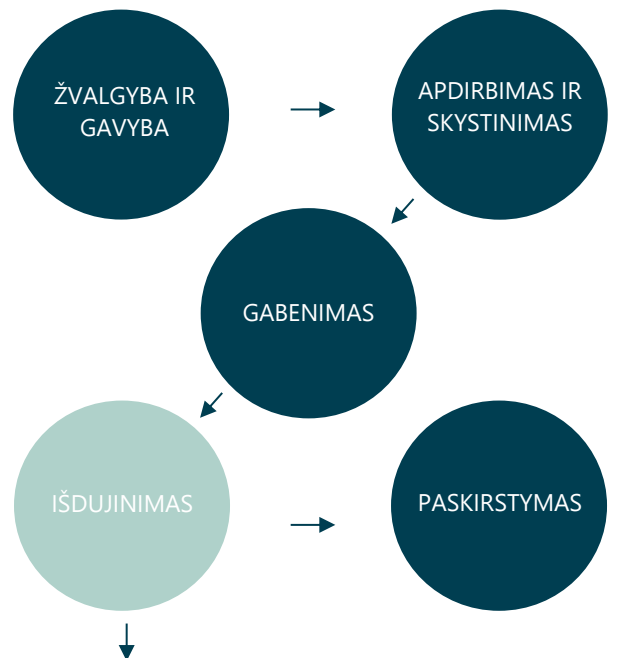 ŽVALGYBA IR
GAVYBA
APDIRBIMAS IR
SKYSTINIMAS
GABENIMAS
IŠDUJINIMAS
PASKIRSTYMAS